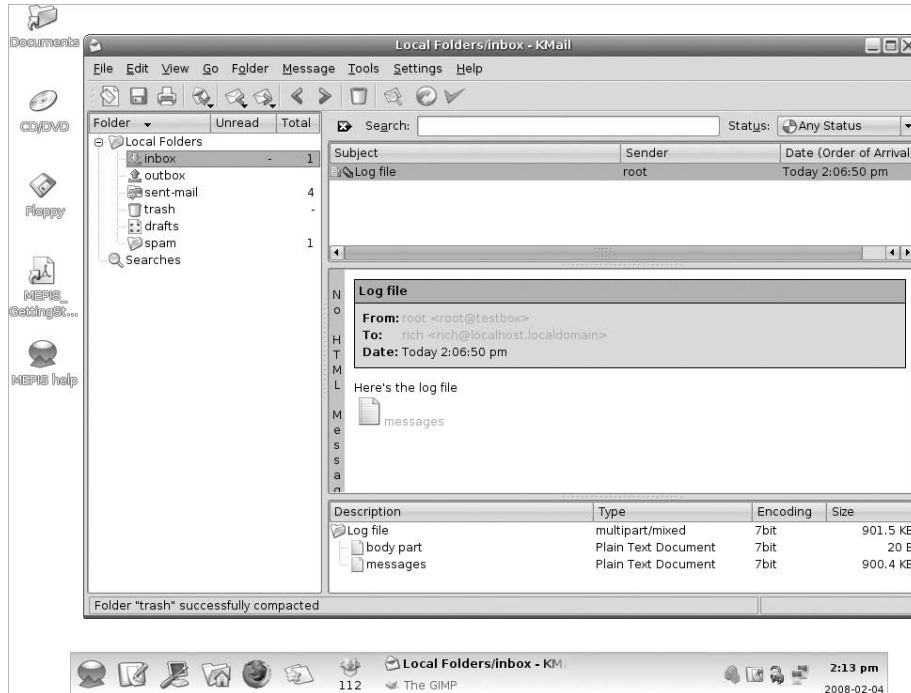 Documents
CD/DVD
Floppy
MEPIS_
GettingSt...
MEPIS help
Local Folders/inbox - KMail
File Edit View Go Folder Message Tools Settings Help
Folder Unread Total
Local Folders
inbox - 1
outbox
sent-mail 4
trash -
drafts
spam 1
Searches
Search: Status: Any Status
Subject Sender Date (Order of Arrival
Log file root Today 2:06:50 pm
No HTML Messag
Log file
From: root <root@testbox>
To: rich <rich@localhost.localdomain>
Date: Today 2:06:50 pm
Here's the log file
messages
Description Type Encoding Size
Log file multipart/mixed 7bit 901.5 KB
body part Plain Text Document 7bit 20 B
messages Plain Text Document 7bit 900.4 KB
Folder "trash" successfully compacted
112
Local Folders/inbox - KM
The GIMP
2:13 pm
2008-02-04